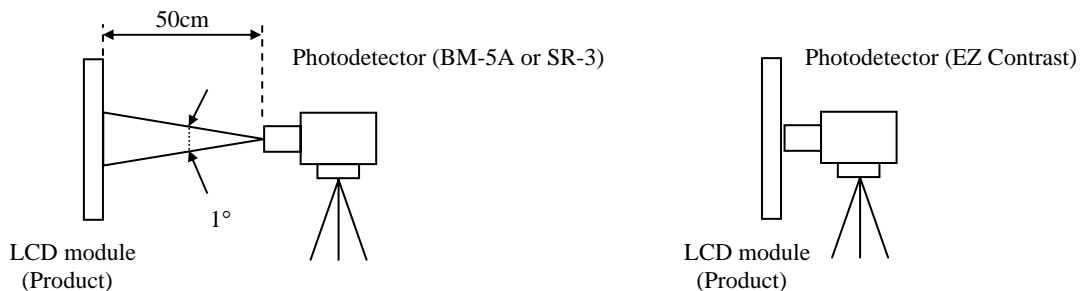 50cm
Photodetector (BM-5A or SR-3)
1°
LCD module
(Product)
Photodetector (EZ Contrast)
LCD module
(Product)